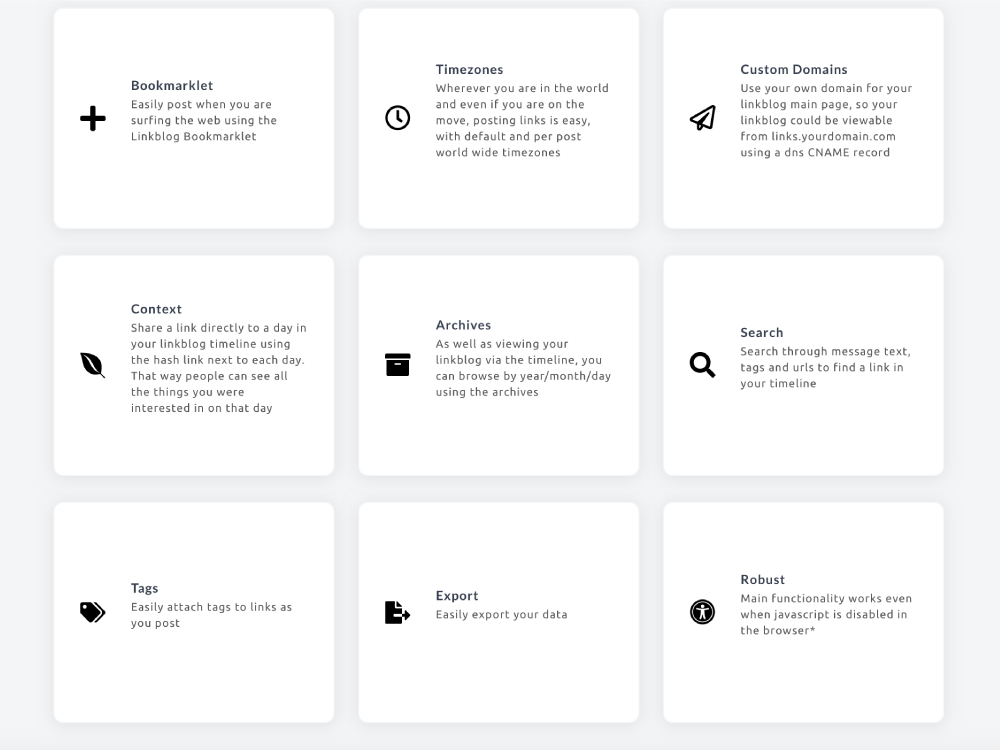 Bookmarklet
Easily post when you are
surfing the web using the
Linkblog Bookmarklet
Timezones
Wherever you are in the world
and even if you are on the
move, posting links is easy,
with default and per post
world wide timezones
Custom Domains
Use your own domain for your
linkblog main page, so your
linkblog could be viewable
from links.yourdomain.com
using a dns CNAME record
Context
Share a link directly to a day in
your linkblog timeline using
the hash link next to each day.
That way people can see all
the things you were
interested in on that day
Archives
As well as viewing your
linkblog via the timeline, you
can browse by year/month/day
using the archives
Search
Search through message text,
tags and urls to find a link in
your timeline
Tags
Easily attach tags to links as
you post
Export
Easily export your data
Robust
Main functionality works even
when javascript is disabled in
the browser*